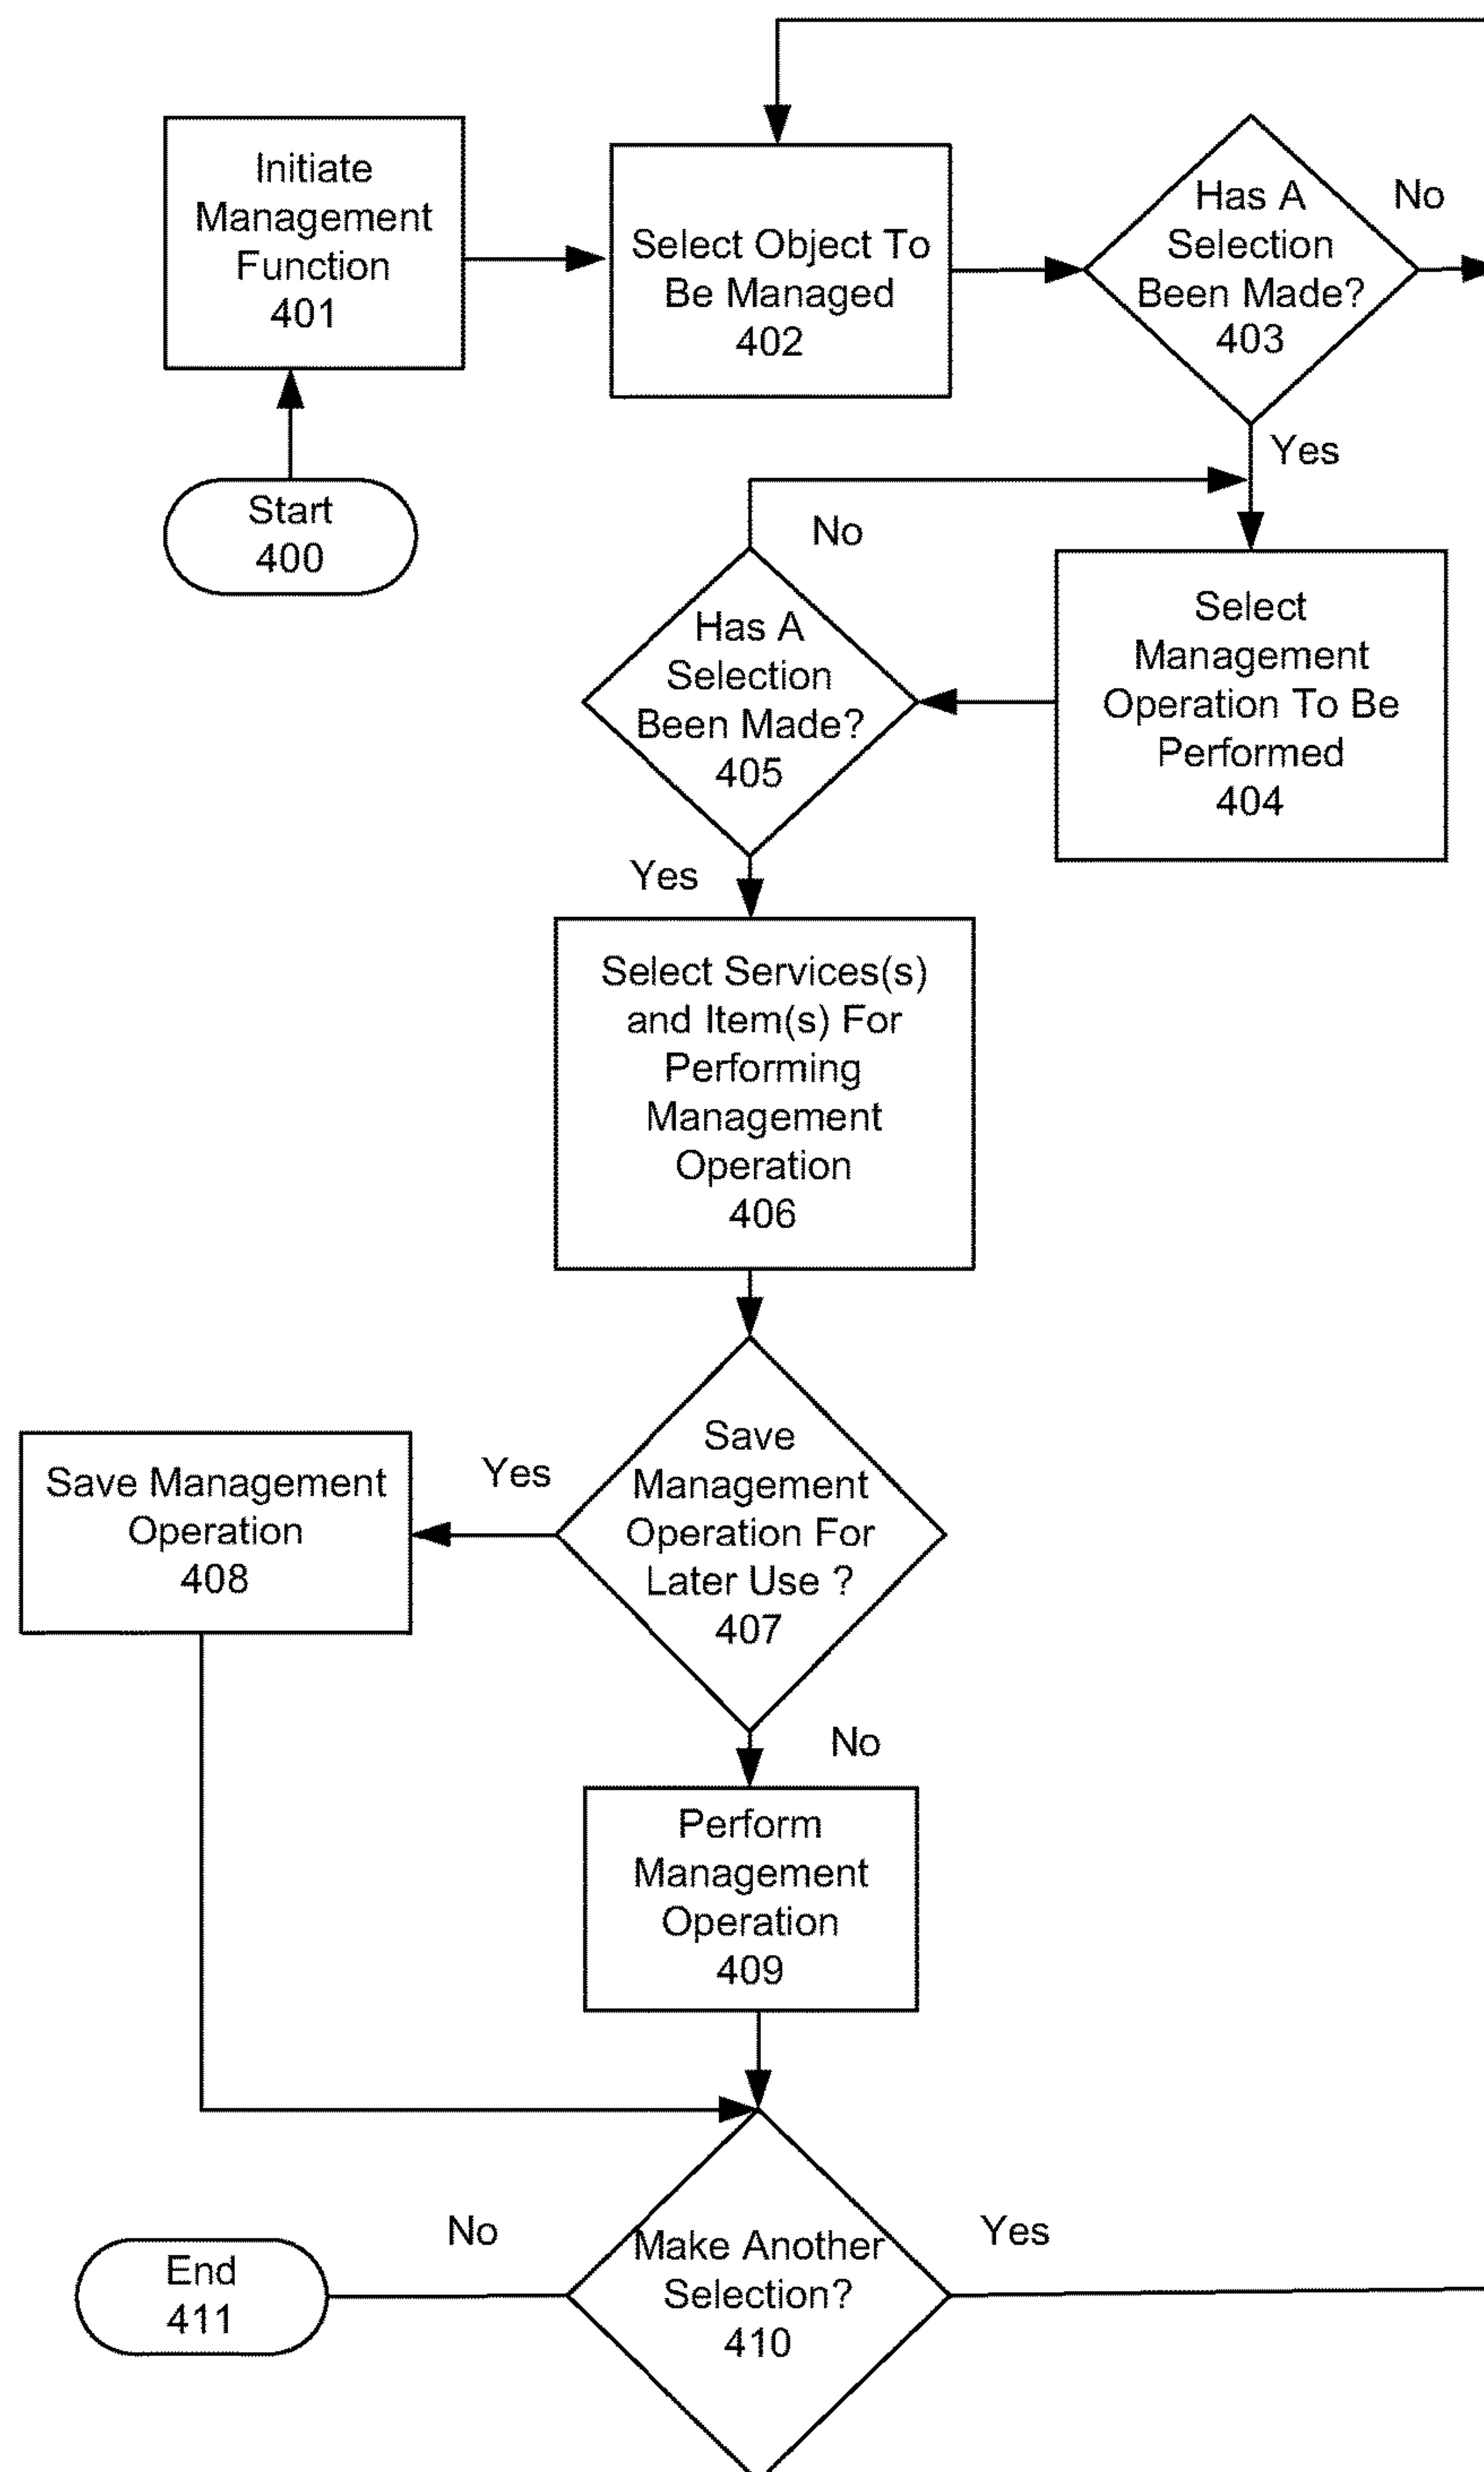 Initiate
Management
Function
401
Select Object To
Be Managed
402
Has A
Selection
Been Made?
403
No
Yes
Start
400
No
Has A
Selection
Been Made?
405
Select
Management
Operation To Be
Performed
404
Yes
Select Services(s)
and Item(s) For
Performing
Management
Operation
406
Save
Management
Operation For
Later Use ?
407
Yes
Save Management
Operation
408
No
Perform
Management
Operation
409
No
Make Another
Selection?
410
Yes
End
411